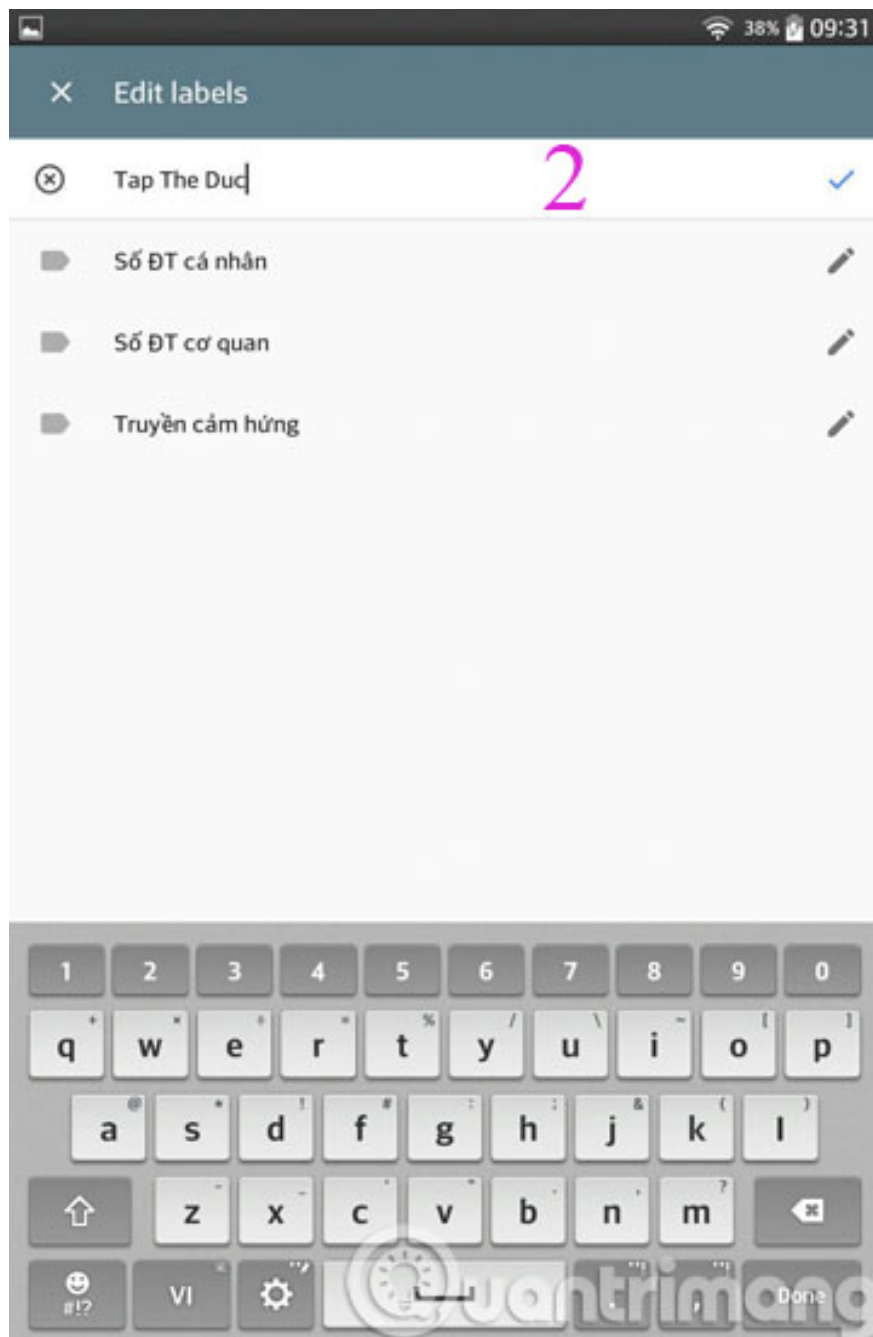 38% 09:31
Edit labels
Tap The Duc
2
Số ĐT cá nhân
Số ĐT cơ quan
Truyền cảm hứng
1 2 3 4 5 6 7 8 9 0
q w e r t y u i o p
a s d f g h j k l
z x c v b n m
#!? VI . , Done
Quantrimang